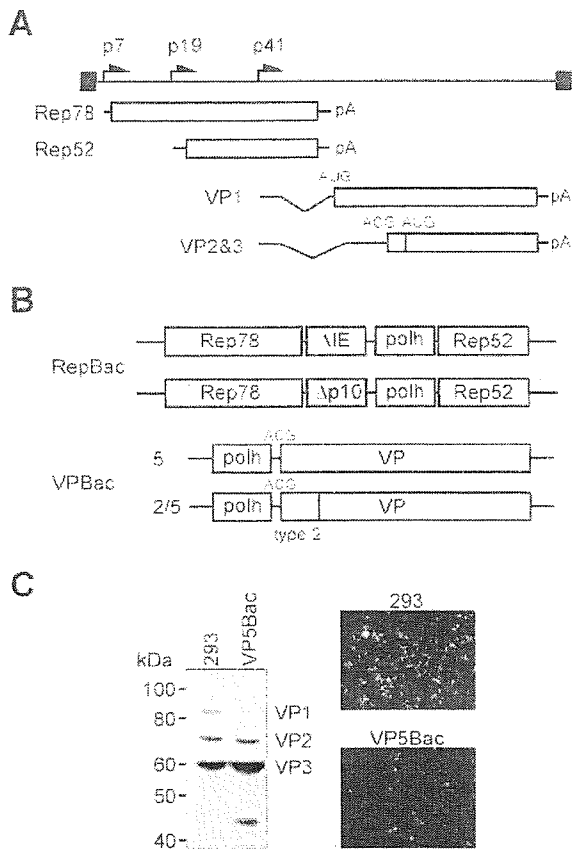 A
p7 p19 p41
Rep78 pA
Rep52 pA
AUG
VP1 pA
ACG AUG
VP2&3 pA
B
RepBac
Rep78 ΔIE polh Rep52
Rep78 Δp10 polh Rep52
VPBac
ACG
5 polh VP
ACG
2/5 polh VP
type 2
C
kDa 293 VP5Bac
100
80
60
50
40
VP1
VP2
VP3
293
VP5Bac